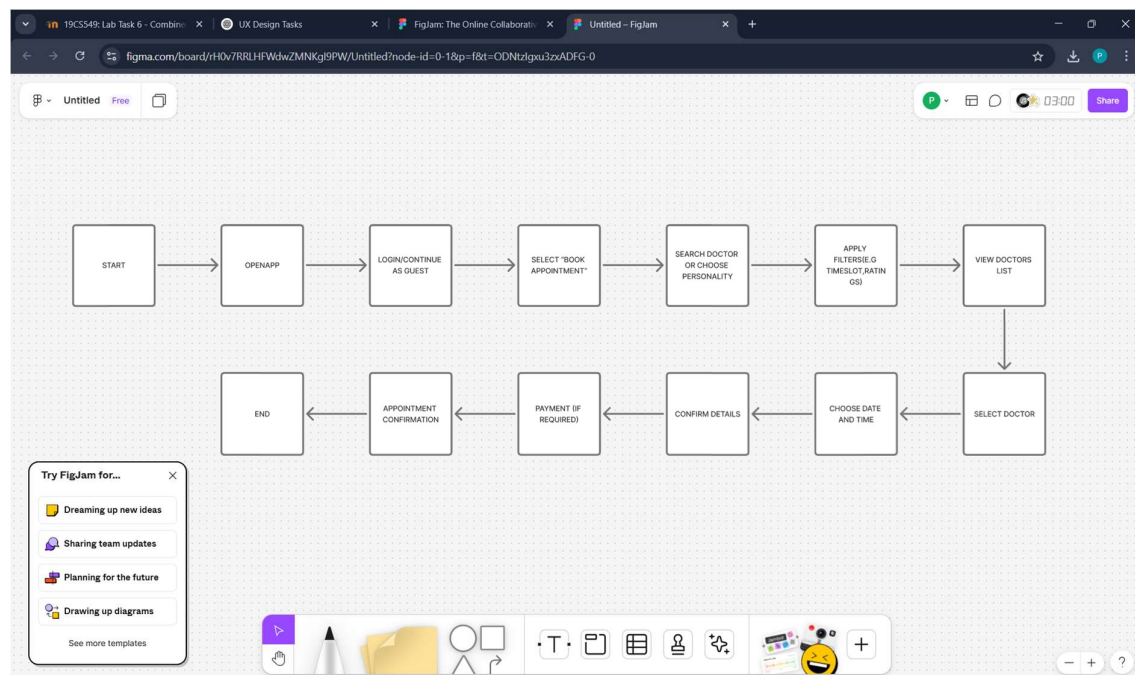 19CS549: Lab Task 6 - Combine
UX Design Tasks
FigJam: The Online Collaborativ
Untitled – FigJam
figma.com/board/rH0v7RRLHFWdwZMNKgl9PW/Untitled?node-id=0-1&p=f&t=ODNtzIgxu3zxADFG-0
P
Untitled Free
P
03:00
Share
START
OPENAPP
LOGIN/CONTINUE
AS GUEST
SELECT "BOOK
APPOINTMENT"
SEARCH DOCTOR
OR CHOOSE
PERSONALITY
APPLY
FILTERS(E.G
TIMESLOT,RATIN
GS)
VIEW DOCTORS
LIST
END
APPOINTMENT
CONFIRMATION
PAYMENT (IF
REQUIRED)
CONFIRM DETAILS
CHOOSE DATE
AND TIME
SELECT DOCTOR
Try FigJam for...
Dreaming up new ideas
Sharing team updates
Planning for the future
Drawing up diagrams
See more templates
T
?